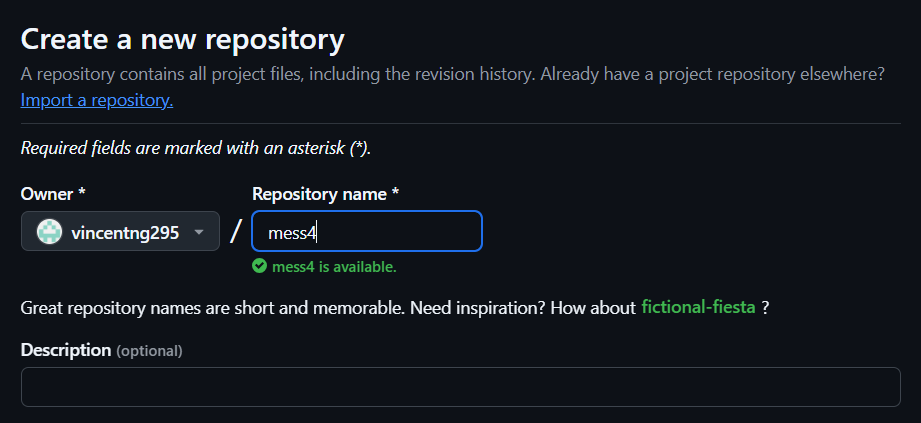 Create a new repository
A repository contains all project files, including the revision history. Already have a project repository elsewhere?
Import a repository.
Required fields are marked with an asterisk (*).
Owner * Repository name *
vincentng295 / mess4
mess4 is available.
Great repository names are short and memorable. Need inspiration? How about fictional-fiesta ?
Description (optional)